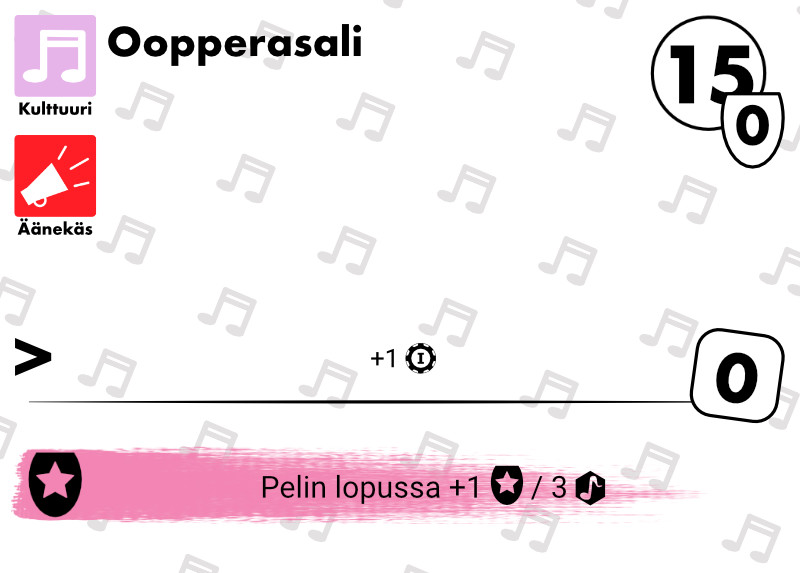 Oopperasali
15
0
Kulttuuri
Äänekäs
> +1 I
0
Pelin lopussa +1 / 3